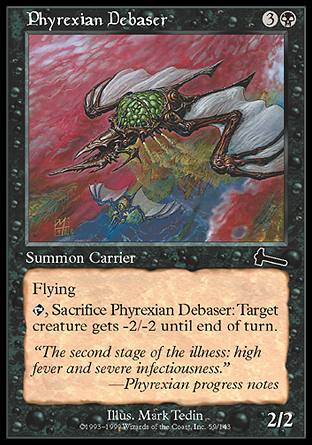 Phyrexian Debaser 3
Summon Carrier
Flying
, Sacrifice Phyrexian Debaser: Target
creature gets -2/-2 until end of turn.
"The second stage of the illness: high
fever and severe infectiousness."
—Phyrexian progress notes
Illus. Mark Tedin
©1993-1999 Wizards of the Coast, Inc. 59/143
2/2